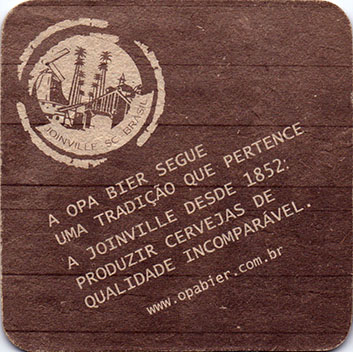 JOINVILLE SC BRASIL
A OPA BIER SEGUE
UMA TRADIÇÃO QUE PERTENCE
A JOINVILLE DESDE 1852:
PRODUZIR CERVEJAS DE
QUALIDADE INCOMPARÁVEL.
www.opabier.com.br